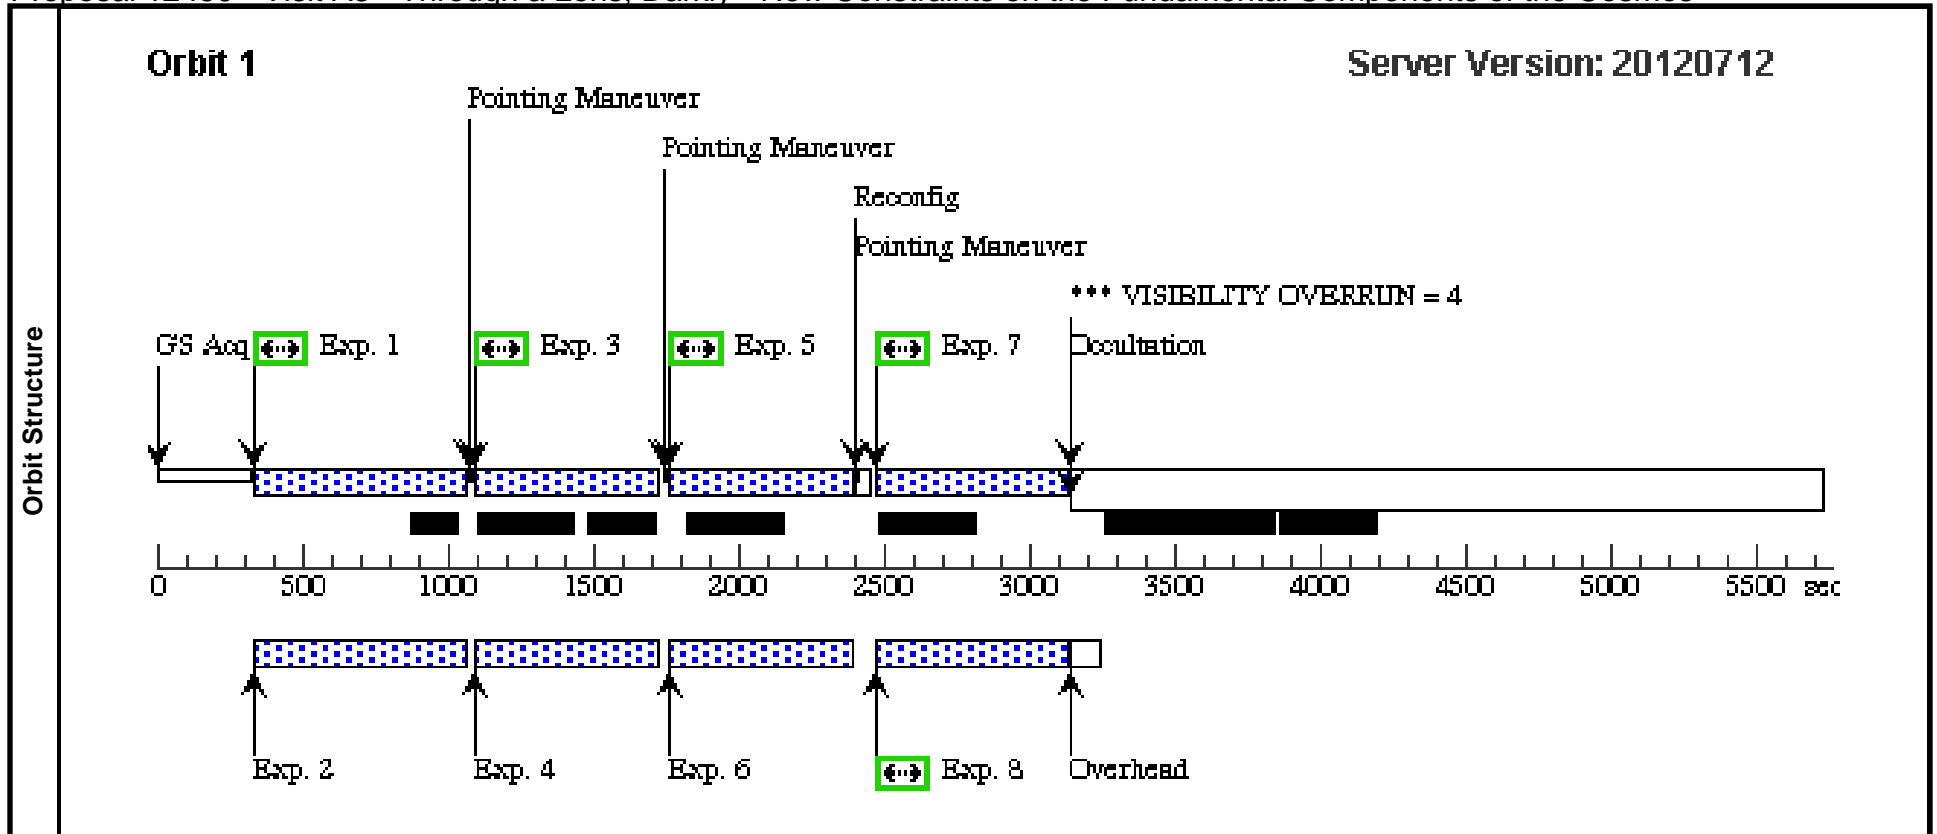 Orbit Structure
Orbit 1
Server Version: 20120712
Pointing Maneuver
Pointing Maneuver
Reconfig
Pointing Maneuver
*** VISIBILITY OVERRUN = 4
GS Acq
Exp. 1
Exp. 3
Exp. 5
Exp. 7
Occultation
0 500 1000 1500 2000 2500 3000 3500 4000 4500 5000 5500 sec
Exp. 2
Exp. 4
Exp. 6
Exp. 8
Overhead